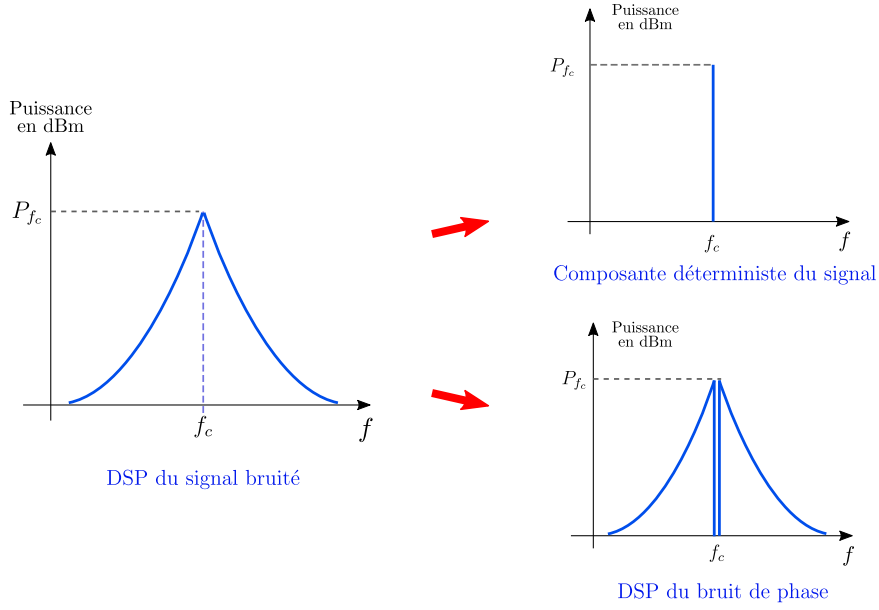 Puissance
en dBm
P_{f_c}
f_c
f
DSP du signal bruité
Puissance
en dBm
P_{f_c}
f_c
f
Composante déterministe du signal
Puissance
en dBm
P_{f_c}
f_c
f
DSP du bruit de phase